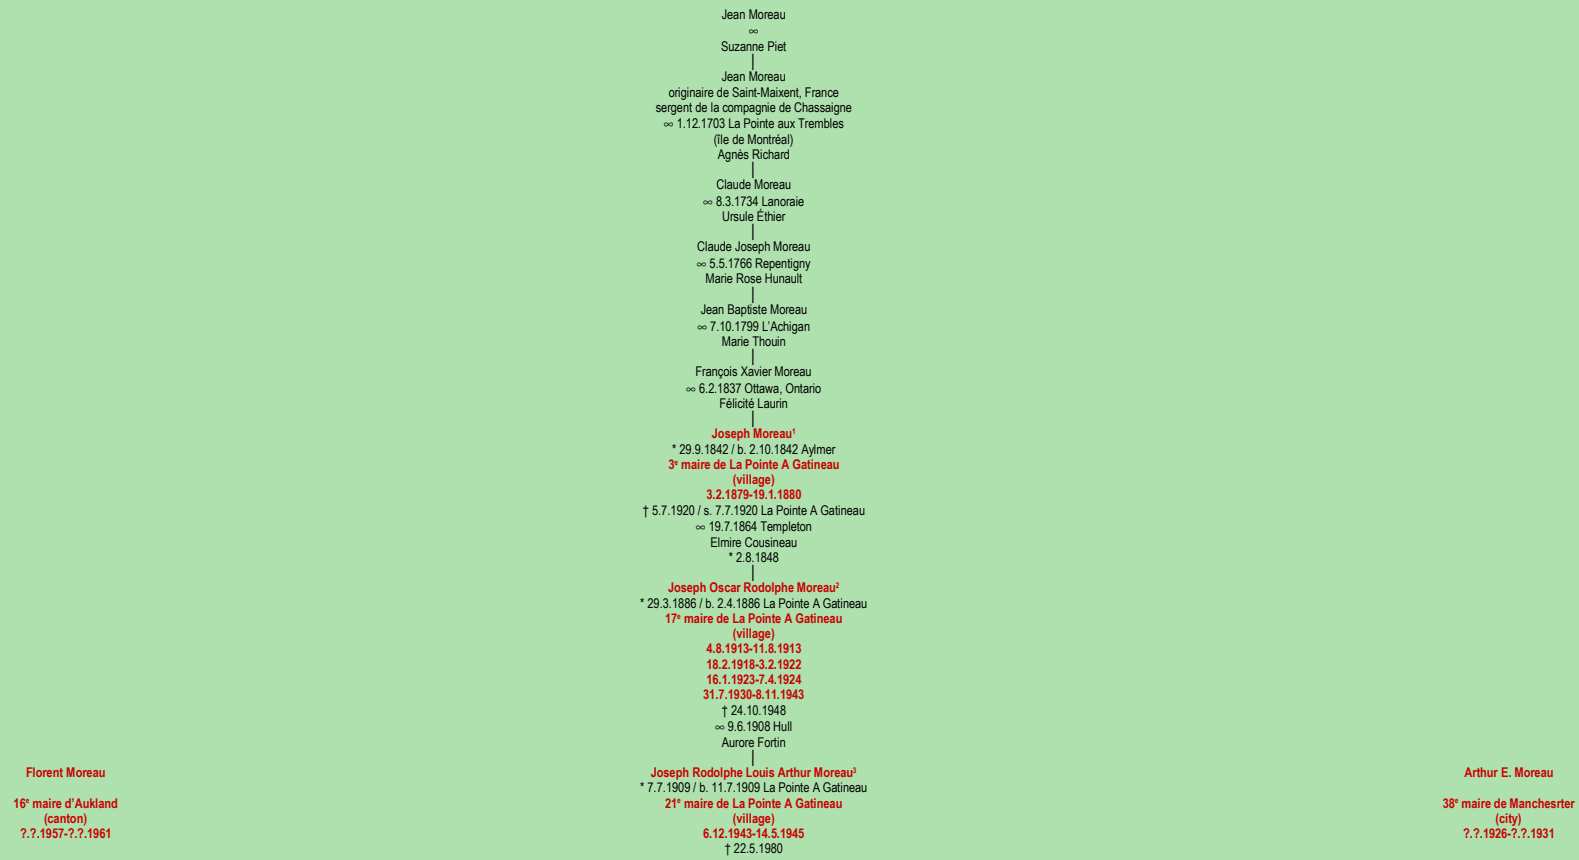 Jean Moreau
∞
Suzanne Piet
Jean Moreau
originaire de Saint-Maixent, France
sergent de la compagnie de Chassaigne
∞ 1.12.1703 La Pointe aux Trembles
(île de Montréal)
Agnès Richard
Claude Moreau
∞ 8.3.1734 Lanoraie
Ursule Éthier
Claude Joseph Moreau
∞ 5.5.1766 Repentigny
Marie Rose Hunault
Jean Baptiste Moreau
∞ 7.10.1799 L'Achigan
Marie Thouin
François Xavier Moreau
∞ 6.2.1837 Ottawa, Ontario
Félicité Laurin
Joseph Moreau¹
* 29.9.1842 / b. 2.10.1842 Aylmer
3ᵉ maire de La Pointe A Gatineau
(village)
3.2.1879-19.1.1880
† 5.7.1920 / s. 7.7.1920 La Pointe A Gatineau
∞ 19.7.1864 Templeton
Elmire Cousineau
* 2.8.1848
Joseph Oscar Rodolphe Moreau²
* 29.3.1886 / b. 2.4.1886 La Pointe A Gatineau
17ᵉ maire de La Pointe A Gatineau
(village)
4.8.1913-11.8.1913
18.2.1918-3.2.1922
16.1.1923-7.4.1924
31.7.1930-8.11.1943
† 24.10.1948
∞ 9.6.1908 Hull
Aurore Fortin
Florent Moreau
16ᵉ maire d'Aukland
(canton)
?.?.1957-?.?.1961
Joseph Rodolphe Louis Arthur Moreau³
* 7.7.1909 / b. 11.7.1909 La Pointe A Gatineau
21ᵉ maire de La Pointe A Gatineau
(village)
6.12.1943-14.5.1945
† 22.5.1980
Arthur E. Moreau
38ᵉ maire de Manchesrter
(city)
?.?.1926-?.?.1931